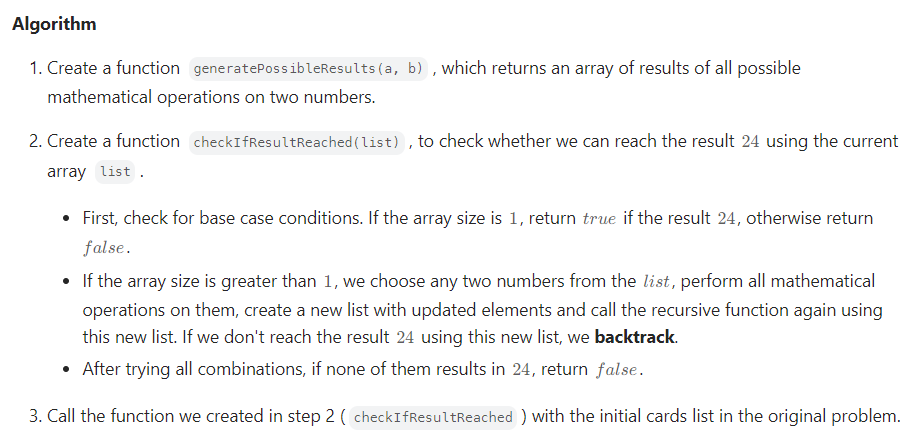 Algorithm
1. Create a function generatePossibleResults(a, b) , which returns an array of results of all possible
mathematical operations on two numbers.
2. Create a function checkIfResultReached(list) , to check whether we can reach the result 24 using the current
array list .
• First, check for base case conditions. If the array size is 1, return true if the result 24, otherwise return
false.
• If the array size is greater than 1, we choose any two numbers from the list, perform all mathematical
operations on them, create a new list with updated elements and call the recursive function again using
this new list. If we don't reach the result 24 using this new list, we backtrack.
• After trying all combinations, if none of them results in 24, return false.
3. Call the function we created in step 2 ( checkIfResultReached ) with the initial cards list in the original problem.